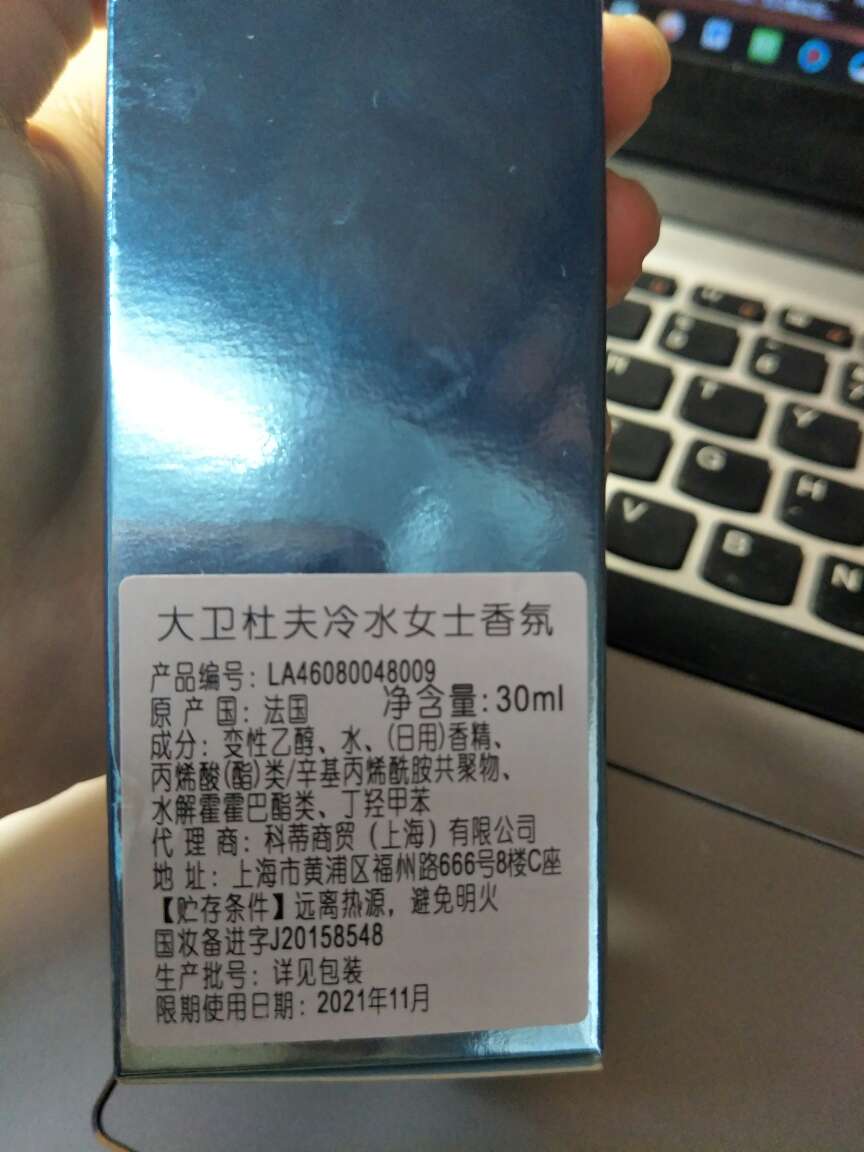 大卫杜夫冷水女士香氛
产品编号: LA46080048009
原产国: 法国 净含量: 30ml
成分: 变性乙醇、水、(日用)香精、
丙烯酸(酯)类/辛基丙烯酰胺共聚物、
水解霍霍巴酯类、丁羟甲苯
代理商: 科蒂商贸（上海）有限公司
地址: 上海市黄浦区福州路666号8楼C座
【贮存条件】远离热源，避免明火
国妆备进字J20158548
生产批号: 详见包装
限期使用日期: 2021年11月
T
Y
G
H
V
B
N